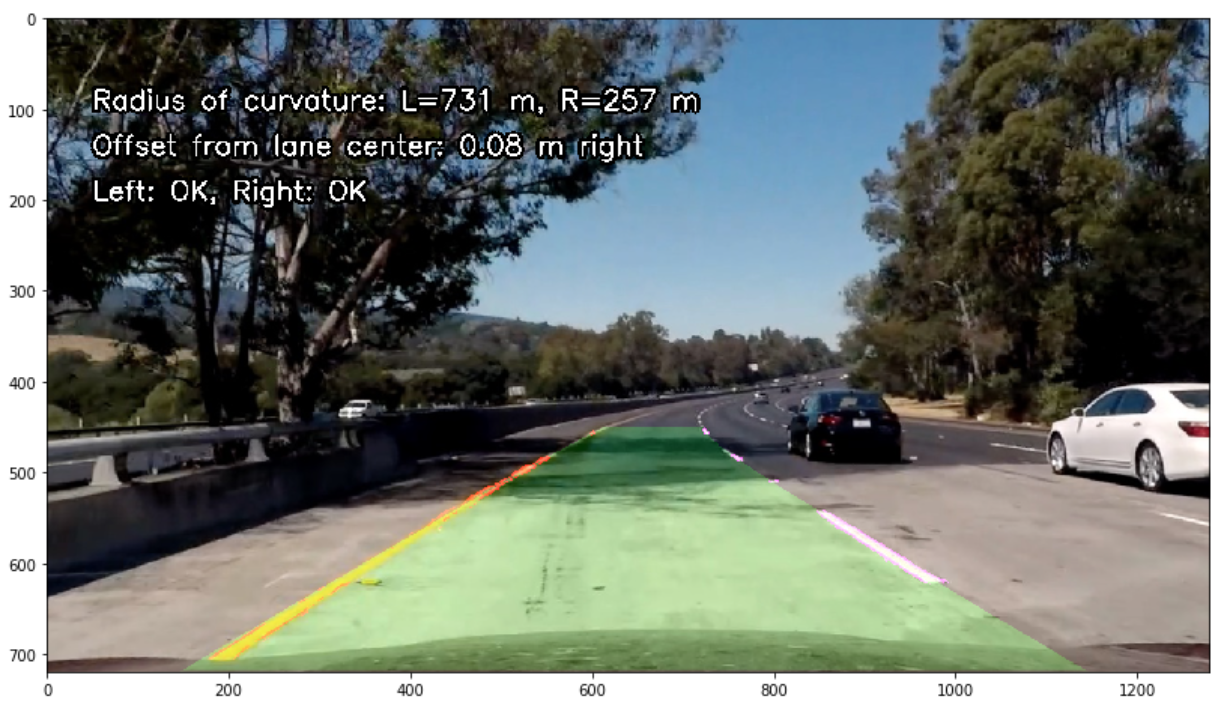 0
100
200
300
400
500
600
700
Radius of curvature: L=731 m, R=257 m
Offset from lane center: 0.08 m right
Left: OK, Right: OK
0 200 400 600 800 1000 1200